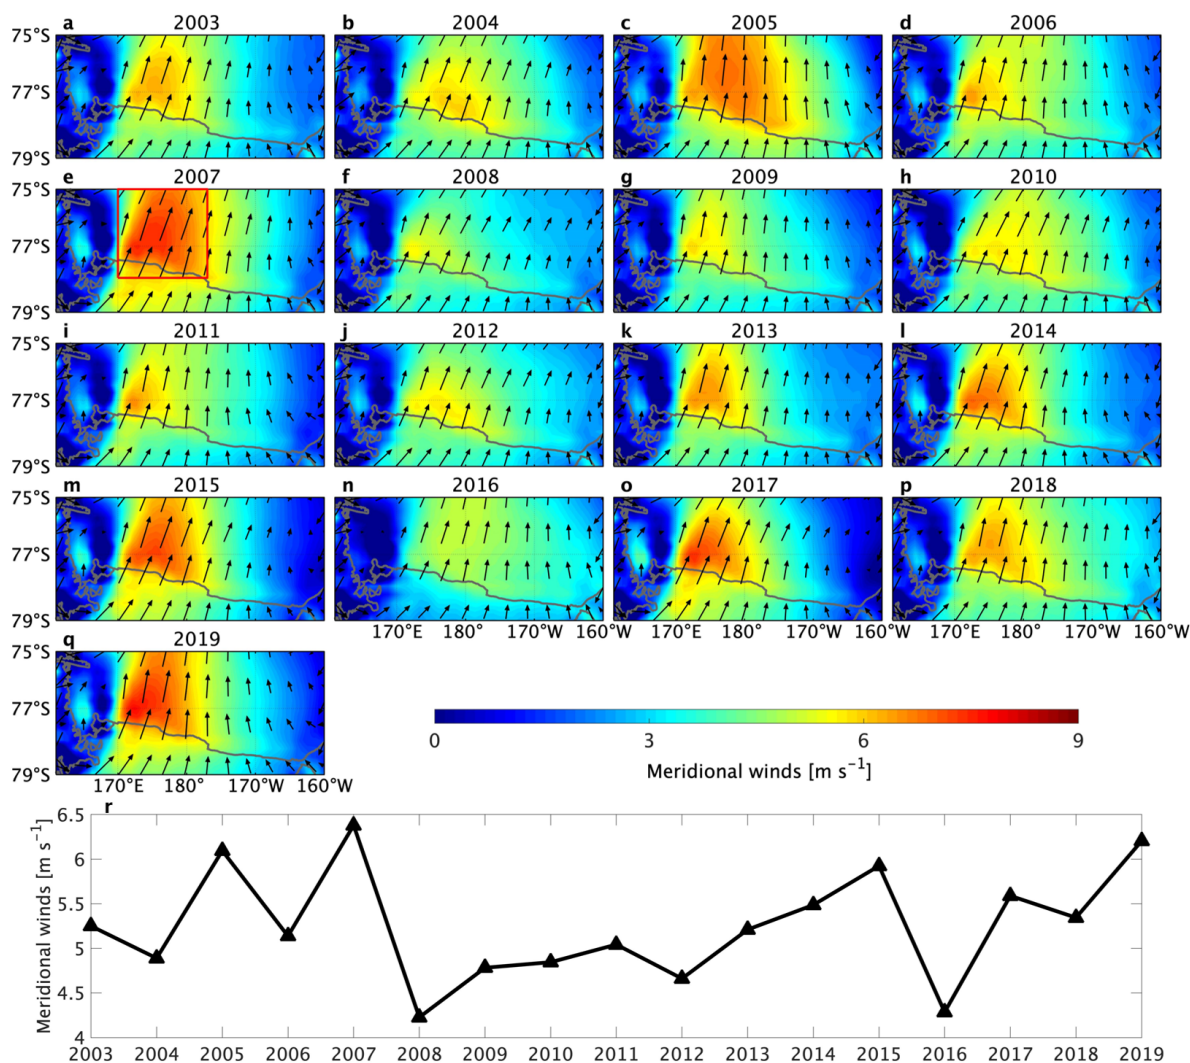 a 2003 b 2004 c 2005 d 2006
75°S
77°S
79°S
e 2007 f 2008 g 2009 h 2010
75°S
77°S
79°S
i 2011 j 2012 k 2013 l 2014
75°S
77°S
79°S
m 2015 n 2016 o 2017 p 2018
75°S
77°S
79°S
170°E 180° 170°W 160°W 170°E 180° 170°W 160°W 170°E 180° 170°W 160°W
q 2019
75°S
77°S
79°S
170°E 180° 170°W 160°W
0 3 6 9
Meridional winds [m s⁻¹]
r
Meridional winds [m s⁻¹]
6.5
6
5.5
5
4.5
4
2003 2004 2005 2006 2007 2008 2009 2010 2011 2012 2013 2014 2015 2016 2017 2018 2019